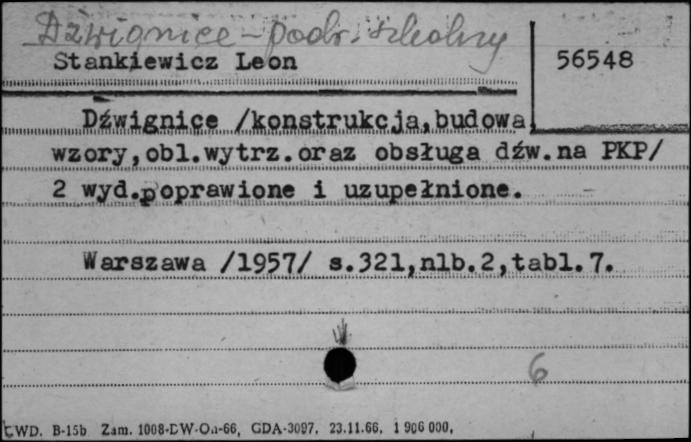 Dźwignice - podr. szkolny
Stankiewicz Leon
56548
Dźwignice /konstrukcja,budowa
wzory,obl.wytrz.oraz obsługa dźw.na PKP/
2 wyd.poprawione i uzupełnione.
Warszawa /1957/ s.321,nlb.2,tabl.7.
6
CWD. B-15b Zam. 1008-DW-Oa-66, GDA-3097, 23.11.66, 1 906 000,